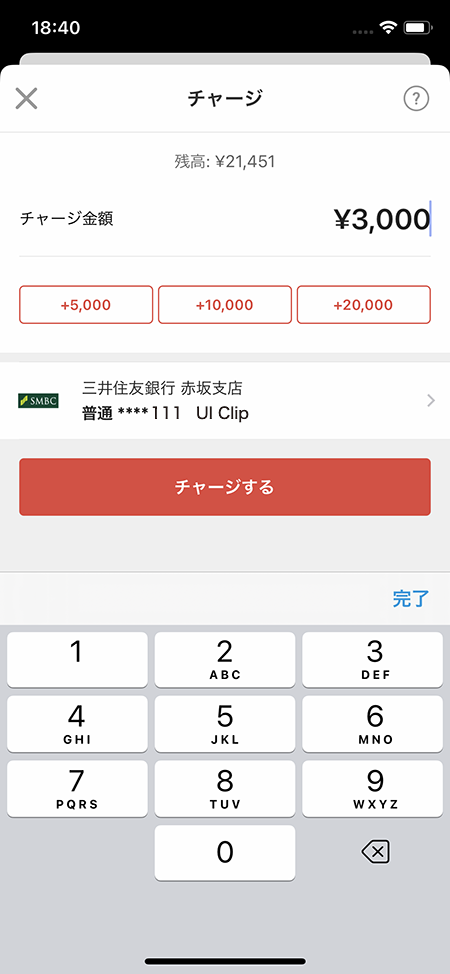 18:40
チャージ
?
残高: ¥21,451
チャージ金額
¥3,000
+5,000
+10,000
+20,000
三井住友銀行 赤坂支店
SMBC
普通 ****111 UI Clip
チャージする
完了
1
2
3
ABC
DEF
4
5
6
GHI
JKL
MNO
7
8
9
PQRS
TUV
WXYZ
0